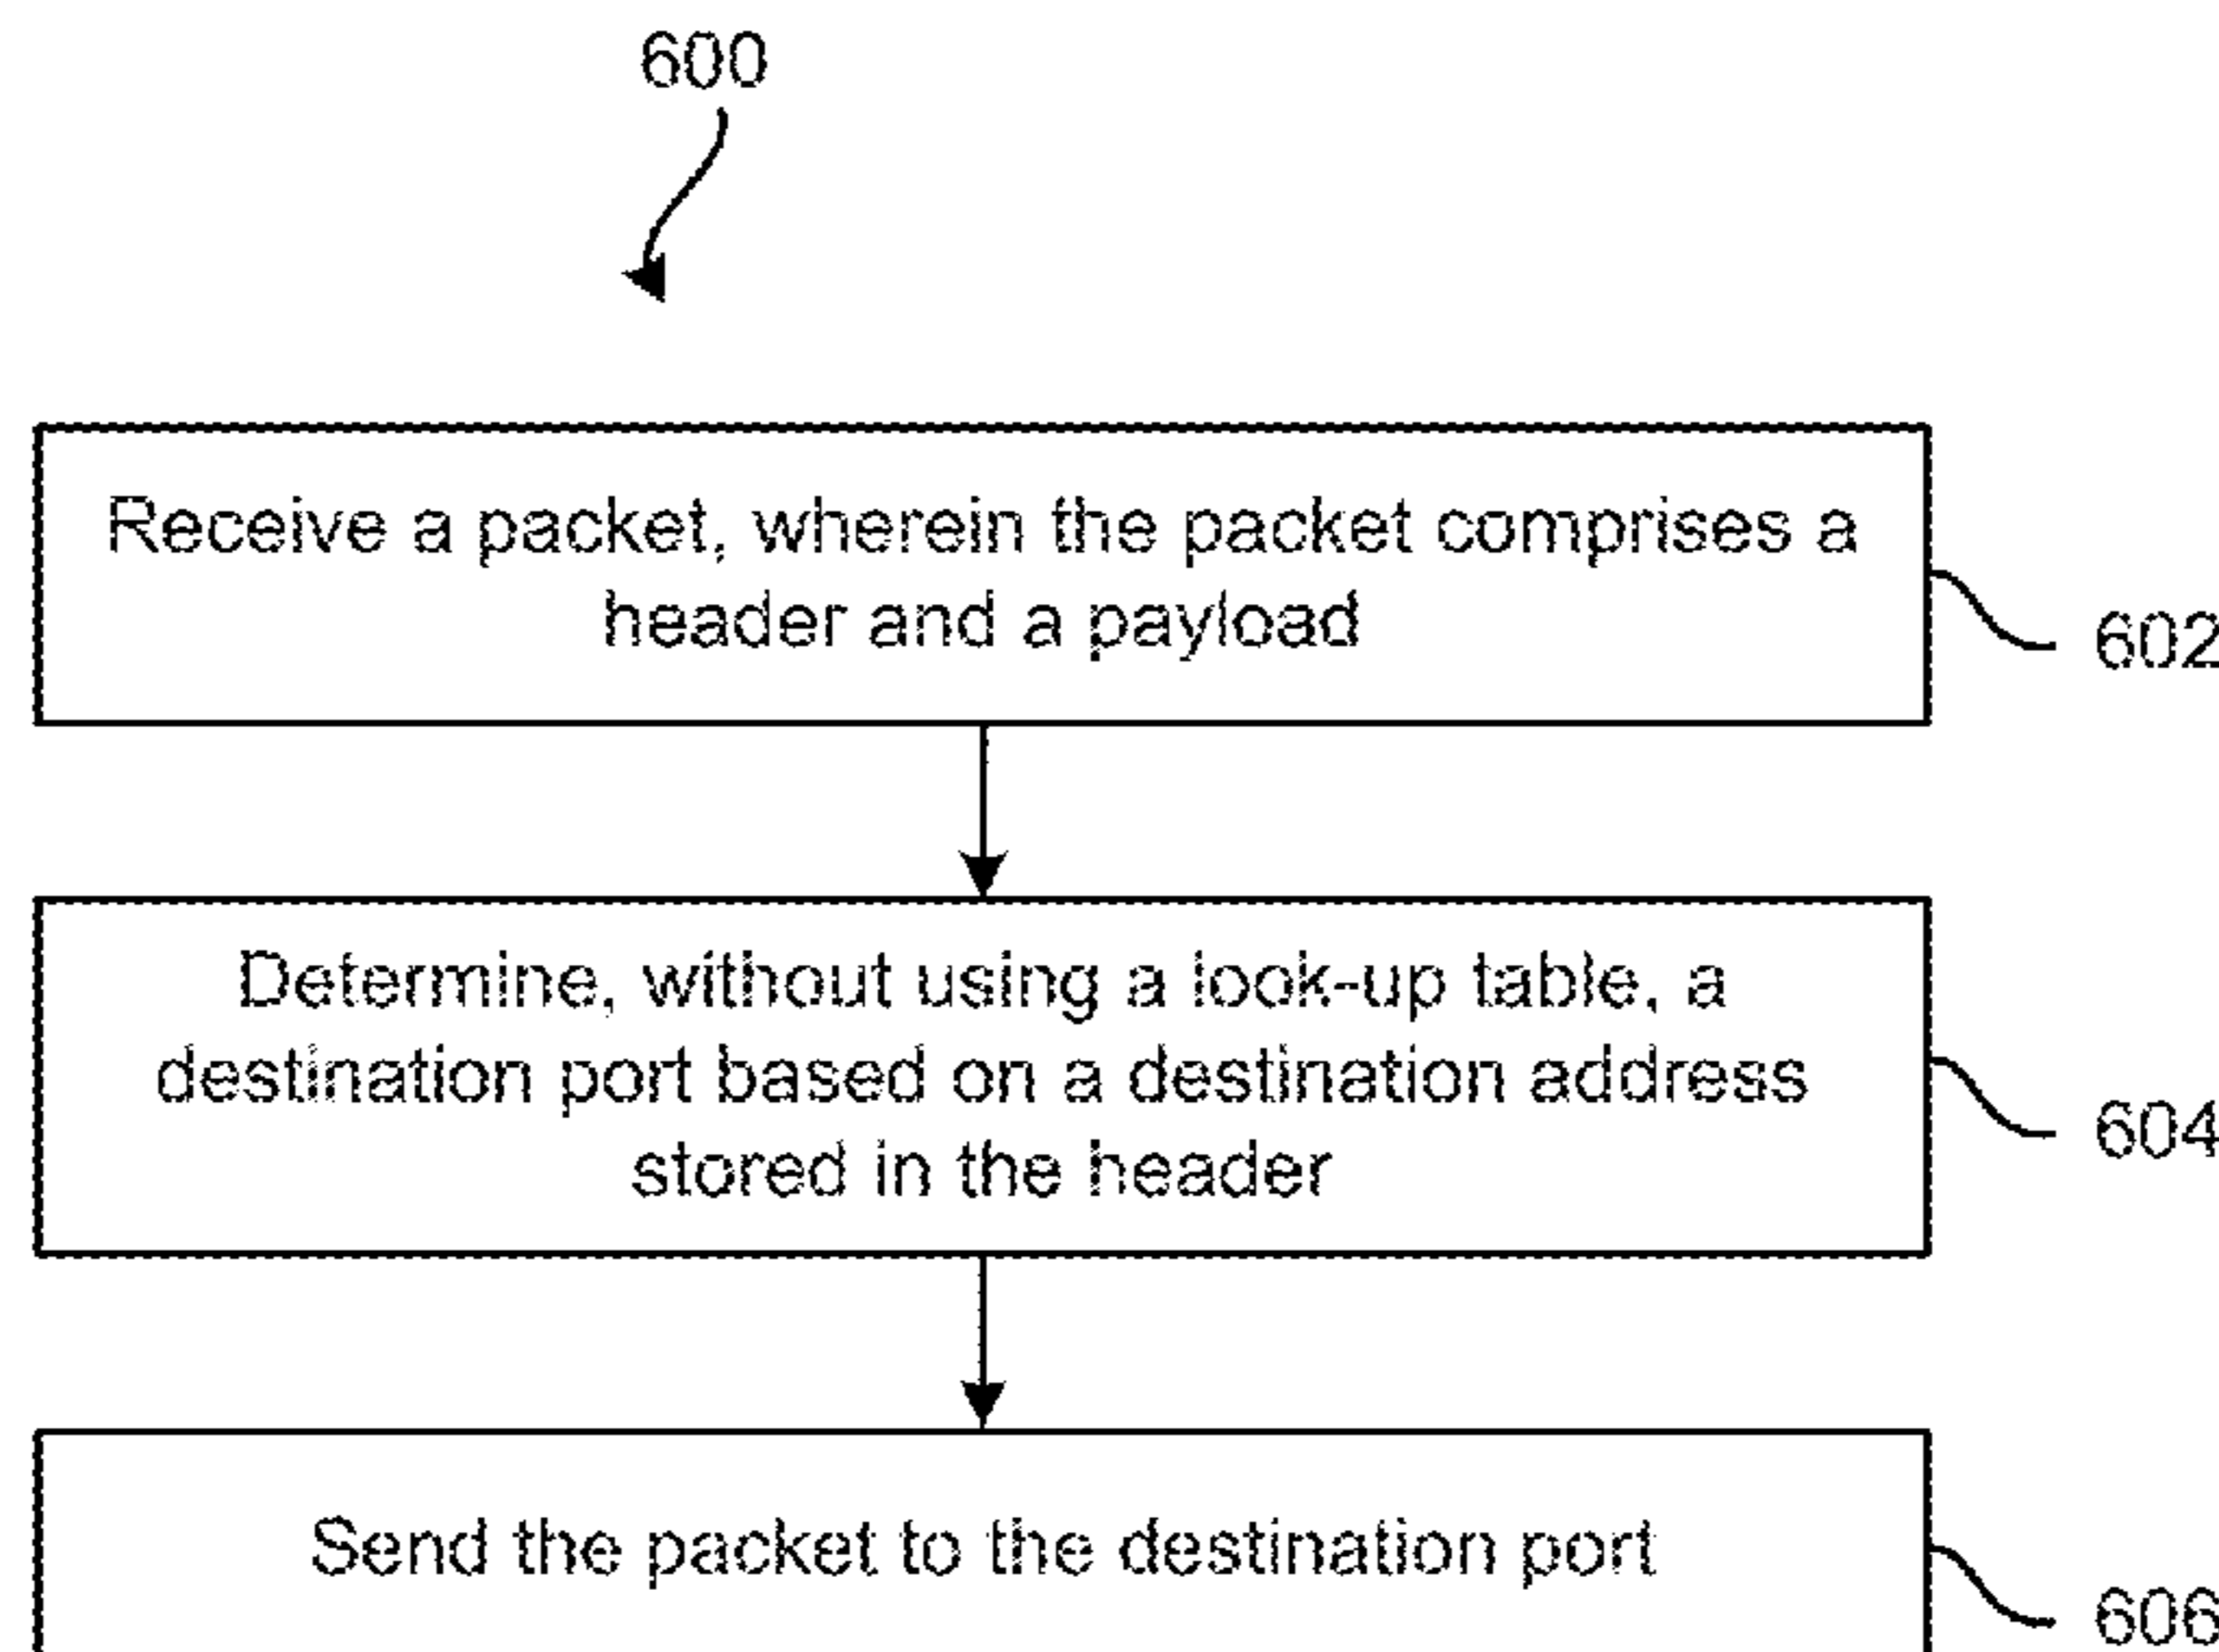 600
Receive a packet, wherein the packet comprises a
header and a payload
602
Determine, without using a look-up table, a
destination port based on a destination address
stored in the header
604
Send the packet to the destination port
606